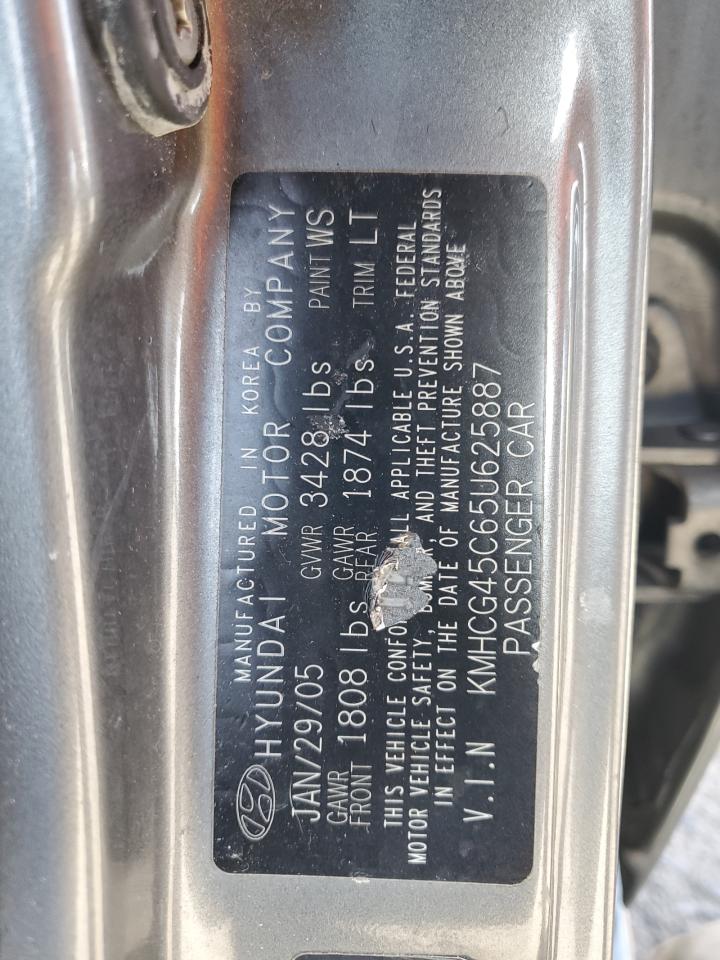 MANUFACTURED IN KOREA BY
HYUNDAI MOTOR COMPANY
JAN/29/05 GVWR 3428 lbs PAINT WS
GAWR FRONT 1808 lbs GAWR REAR 1874 lbs TRIM LT
THIS VEHICLE CONFO LL APPLICABLE U.S.A. FEDERAL
MOTOR VEHICLE SAFETY, AND THEFT PREVENTION STANDARDS
IN EFFECT ON THE DATE OF MANUFACTURE SHOWN ABOVE
V.I.N KMHCG45C65U625887
PASSENGER CAR